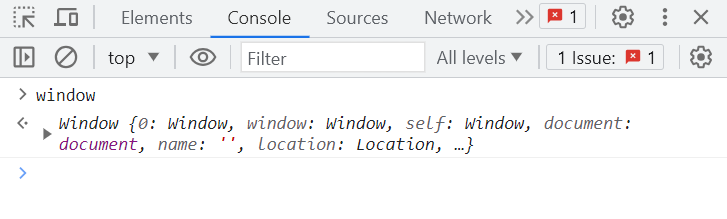 Elements Console Sources Network 1
top Filter All levels 1 Issue: 1
window
Window {0: Window, window: Window, self: Window, document:
document, name: '', location: Location, …}